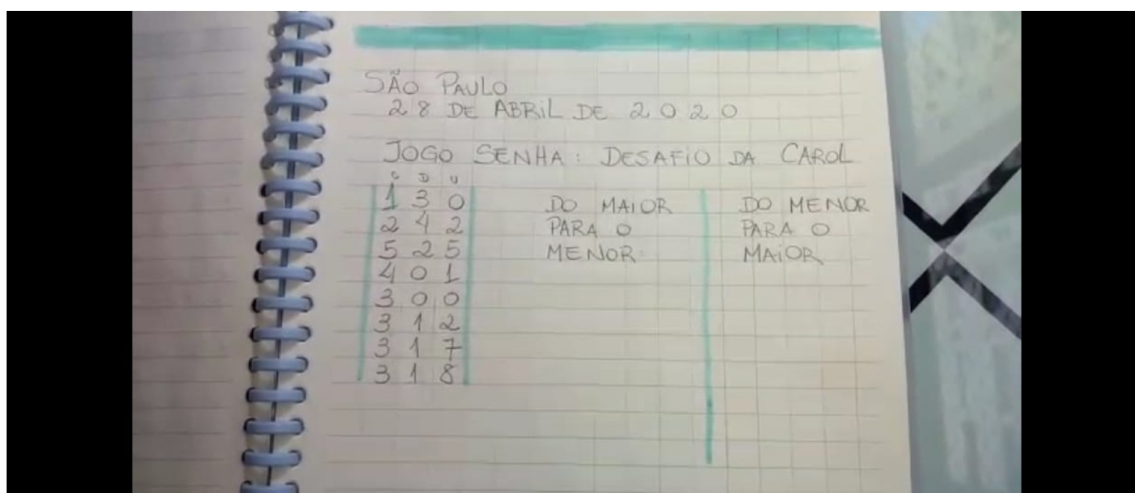 SÃO PAULO
28 DE ABRIL DE 2020
JOGO SENHA: DESAFIO DA CAROL
C D U
1 3 0
2 4 2
5 2 5
4 0 1
3 0 0
3 1 2
3 1 7
3 1 8
DO MAIOR
PARA O
MENOR
DO MENOR
PARA O
MAIOR